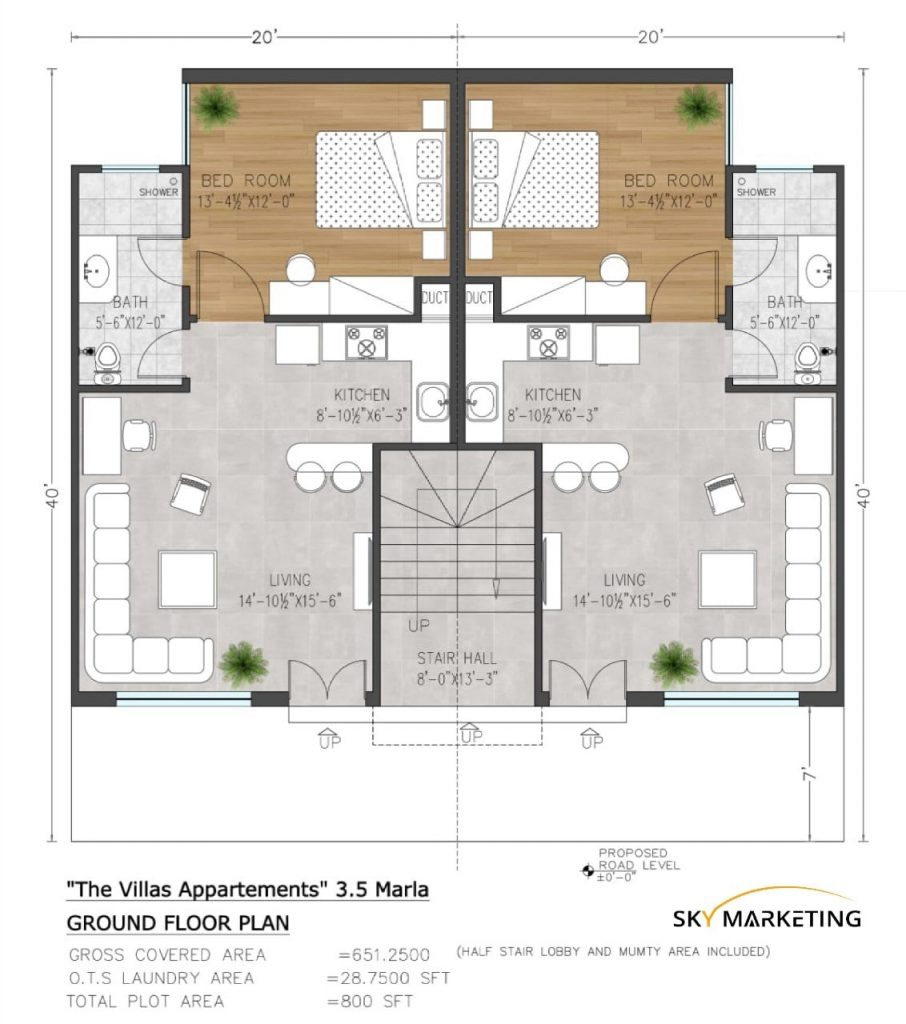 20' 20'
BED ROOM BED ROOM
13'-4½"X12'-0" 13'-4½"X12'-0"
SHOWER SHOWER
BATH BATH
5'-6"X12'-0" 5'-6"X12'-0"
DUCT DUCT
KITCHEN KITCHEN
8'-10½"X6'-3" 8'-10½"X6'-3"
40' 40'
LIVING LIVING
14'-10½"X15'-6" 14'-10½"X15'-6"
UP
STAIR HALL
8'-0"X13'-3"
UP UP UP
7'
PROPOSED
ROAD LEVEL
±0'-0"
"The Villas Appartements" 3.5 Marla
GROUND FLOOR PLAN
SKY MARKETING
GROSS COVERED AREA =651.2500 (HALF STAIR LOBBY AND MUMTY AREA INCLUDED)
O.T.S LAUNDRY AREA =28.7500 SFT
TOTAL PLOT AREA =800 SFT